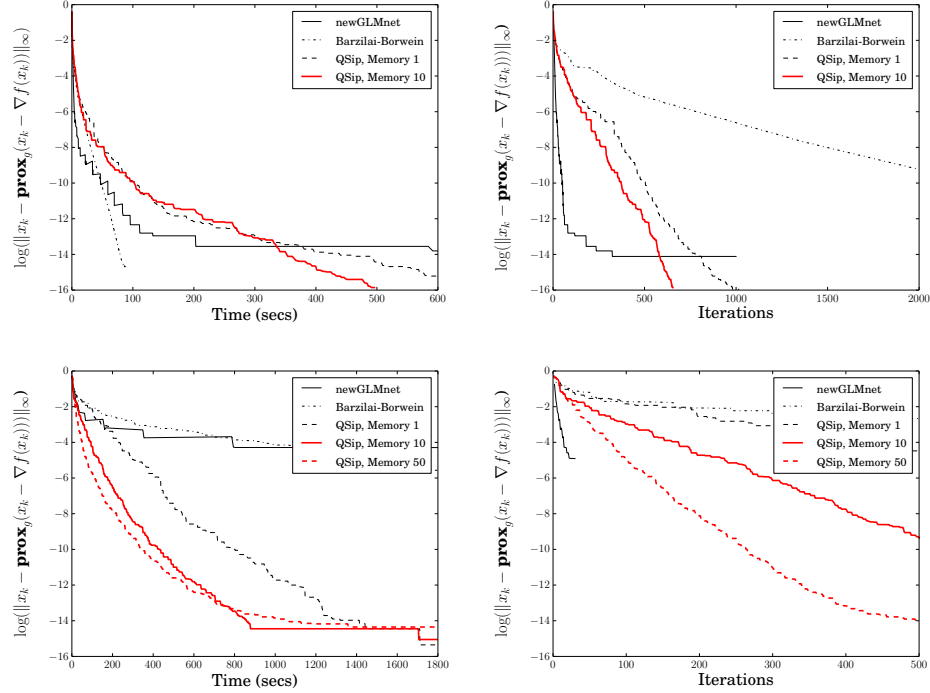 log(∥x_k − prox_g(x_k − ∇f(x_k))∥_∞)
0
−2
−4
−6
−8
−10
−12
−14
−16
newGLMnet
Barzilai-Borwein
QSip, Memory 1
QSip, Memory 10
0 100 200 300 400 500 600
Time (secs)
log(∥x_k − prox_g(x_k − ∇f(x_k)))∥_∞)
0
−2
−4
−6
−8
−10
−12
−14
−16
newGLMnet
Barzilai-Borwein
QSip, Memory 1
QSip, Memory 10
0 500 1000 1500 2000
Iterations
log(∥x_k − prox_g(x_k − ∇f(x_k)))∥_∞)
0
−2
−4
−6
−8
−10
−12
−14
−16
newGLMnet
Barzilai-Borwein
QSip, Memory 1
QSip, Memory 10
QSip, Memory 50
0 200 400 600 800 1000 1200 1400 1600 1800
Time (secs)
log(∥x_k − prox_g(x_k − ∇f(x_k)))∥_∞)
0
−2
−4
−6
−8
−10
−12
−14
−16
newGLMnet
Barzilai-Borwein
QSip, Memory 1
QSip, Memory 10
QSip, Memory 50
0 100 200 300 400 500
Iterations